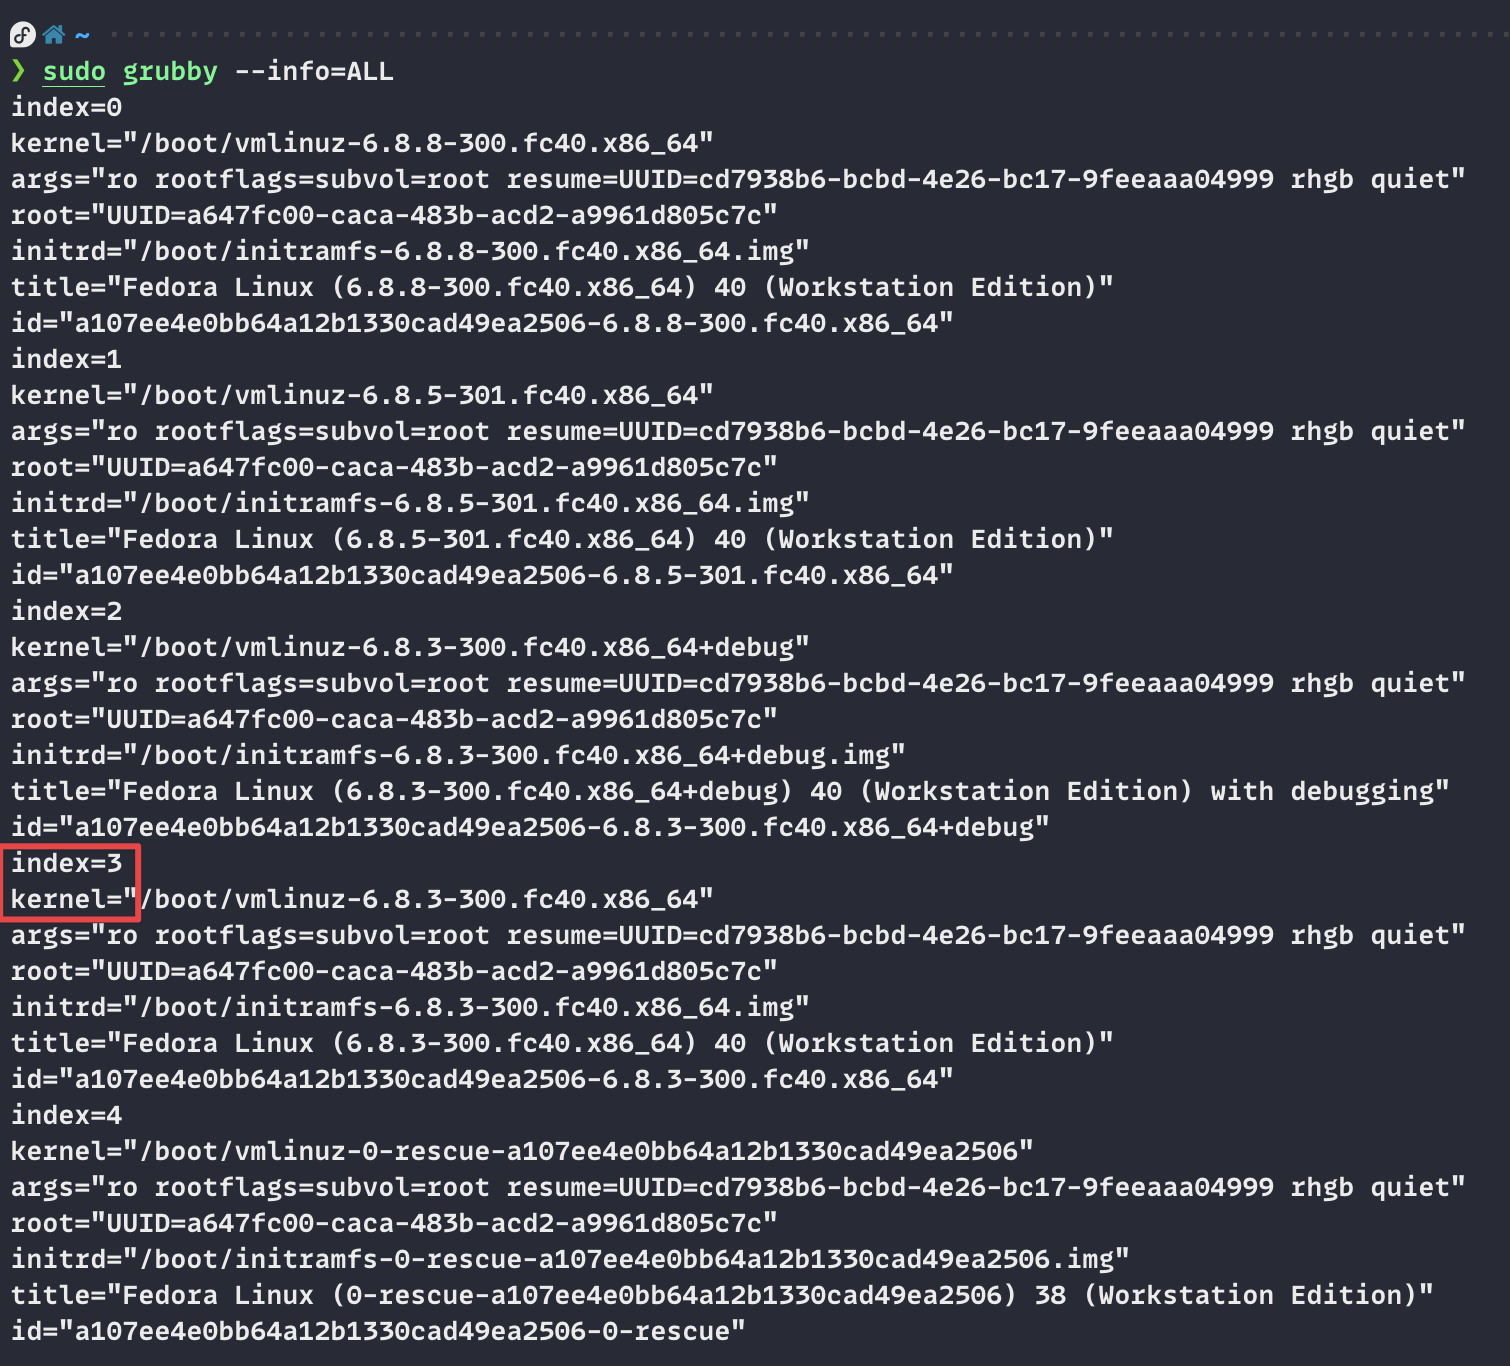 ~
❯ sudo grubby --info=ALL
index=0
kernel="/boot/vmlinuz-6.8.8-300.fc40.x86_64"
args="ro rootflags=subvol=root resume=UUID=cd7938b6-bcbd-4e26-bc17-9feeaaa04999 rhgb quiet"
root="UUID=a647fc00-caca-483b-acd2-a9961d805c7c"
initrd="/boot/initramfs-6.8.8-300.fc40.x86_64.img"
title="Fedora Linux (6.8.8-300.fc40.x86_64) 40 (Workstation Edition)"
id="a107ee4e0bb64a12b1330cad49ea2506-6.8.8-300.fc40.x86_64"
index=1
kernel="/boot/vmlinuz-6.8.5-301.fc40.x86_64"
args="ro rootflags=subvol=root resume=UUID=cd7938b6-bcbd-4e26-bc17-9feeaaa04999 rhgb quiet"
root="UUID=a647fc00-caca-483b-acd2-a9961d805c7c"
initrd="/boot/initramfs-6.8.5-301.fc40.x86_64.img"
title="Fedora Linux (6.8.5-301.fc40.x86_64) 40 (Workstation Edition)"
id="a107ee4e0bb64a12b1330cad49ea2506-6.8.5-301.fc40.x86_64"
index=2
kernel="/boot/vmlinuz-6.8.3-300.fc40.x86_64+debug"
args="ro rootflags=subvol=root resume=UUID=cd7938b6-bcbd-4e26-bc17-9feeaaa04999 rhgb quiet"
root="UUID=a647fc00-caca-483b-acd2-a9961d805c7c"
initrd="/boot/initramfs-6.8.3-300.fc40.x86_64+debug.img"
title="Fedora Linux (6.8.3-300.fc40.x86_64+debug) 40 (Workstation Edition) with debugging"
id="a107ee4e0bb64a12b1330cad49ea2506-6.8.3-300.fc40.x86_64+debug"
index=3
kernel="/boot/vmlinuz-6.8.3-300.fc40.x86_64"
args="ro rootflags=subvol=root resume=UUID=cd7938b6-bcbd-4e26-bc17-9feeaaa04999 rhgb quiet"
root="UUID=a647fc00-caca-483b-acd2-a9961d805c7c"
initrd="/boot/initramfs-6.8.3-300.fc40.x86_64.img"
title="Fedora Linux (6.8.3-300.fc40.x86_64) 40 (Workstation Edition)"
id="a107ee4e0bb64a12b1330cad49ea2506-6.8.3-300.fc40.x86_64"
index=4
kernel="/boot/vmlinuz-0-rescue-a107ee4e0bb64a12b1330cad49ea2506"
args="ro rootflags=subvol=root resume=UUID=cd7938b6-bcbd-4e26-bc17-9feeaaa04999 rhgb quiet"
root="UUID=a647fc00-caca-483b-acd2-a9961d805c7c"
initrd="/boot/initramfs-0-rescue-a107ee4e0bb64a12b1330cad49ea2506.img"
title="Fedora Linux (0-rescue-a107ee4e0bb64a12b1330cad49ea2506) 38 (Workstation Edition)"
id="a107ee4e0bb64a12b1330cad49ea2506-0-rescue"